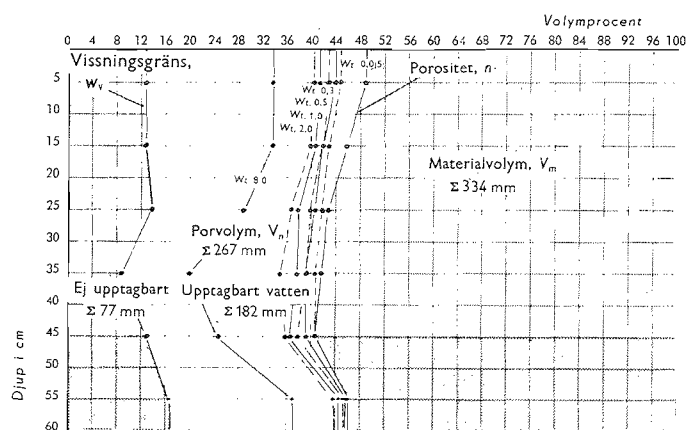 Volymprocent
0 4 8 12 16 20 24 28 32 36 40 44 48 52 56 60 64 68 72 76 80 84 88 92 96 100
Vissningsgräns,
Wv
Wt. 0,05
Porositet, n
5
Wt. 0,3
Wt. 0,5
Wt. 1,0
Wt. 2,0
10
15
Materialvolym, Vm
Σ 334 mm
Wt. 8.0
20
25
Porvolym, Vn
Σ 267 mm
30
35
Ej upptagbart
Σ 77 mm
Upptagbart vatten
Σ 182 mm
40
45
50
55
60
Djup i cm